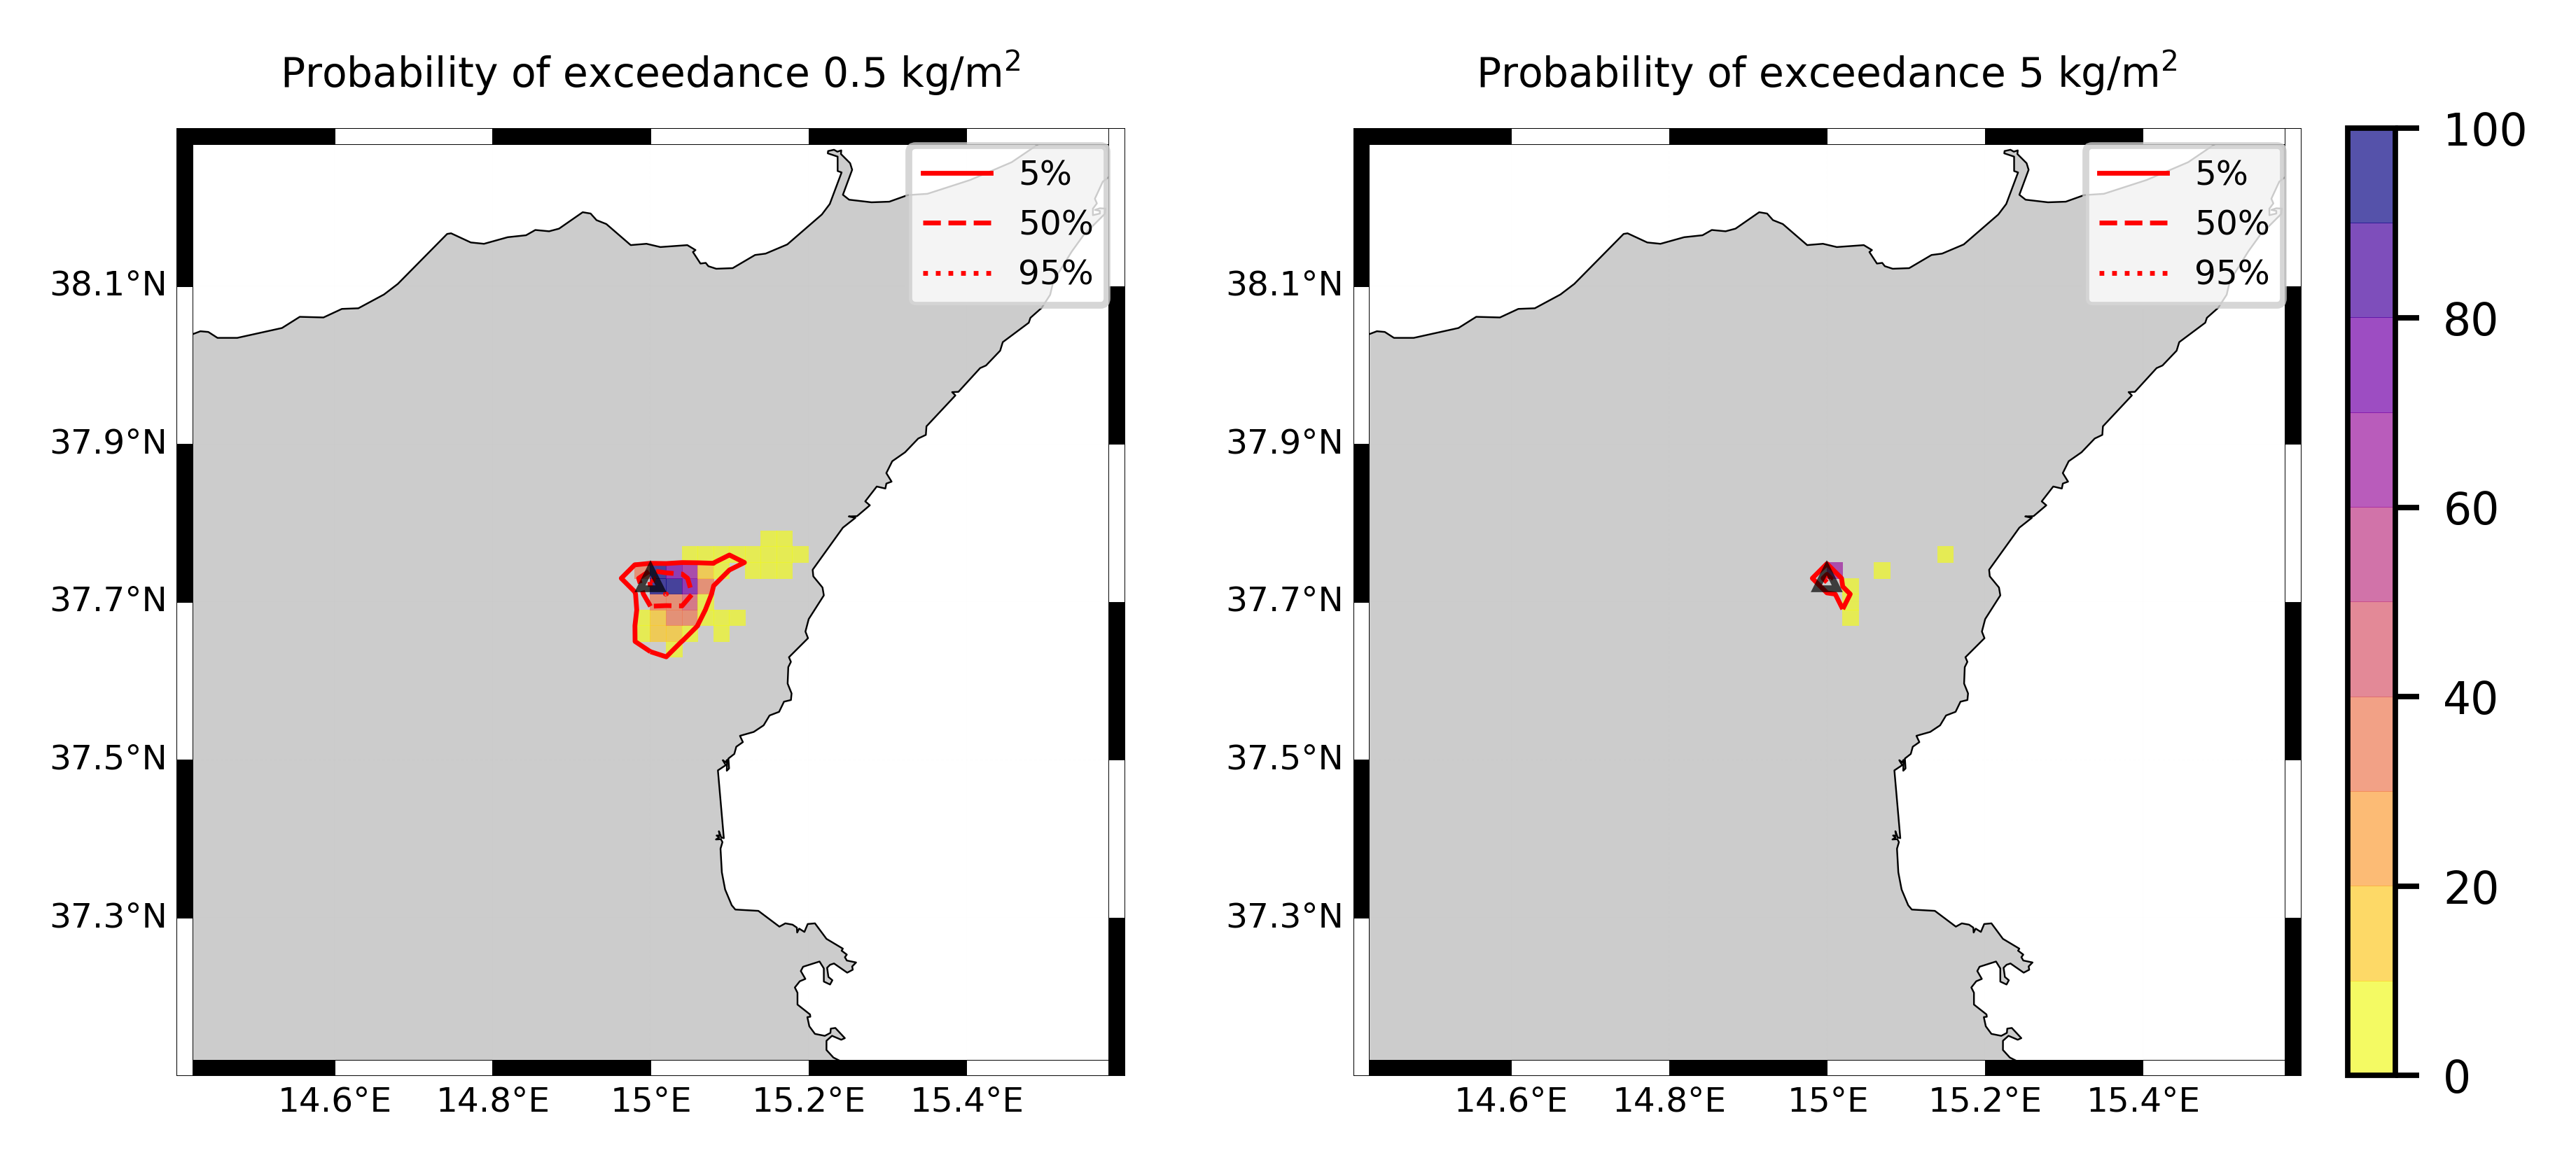 Probability of exceedance 0.5 kg/m²
5%
50%
95%
38.1°N
37.9°N
37.7°N
37.5°N
37.3°N
14.6°E 14.8°E 15°E 15.2°E 15.4°E
Probability of exceedance 5 kg/m²
5%
50%
95%
38.1°N
37.9°N
37.7°N
37.5°N
37.3°N
14.6°E 14.8°E 15°E 15.2°E 15.4°E
100
80
60
40
20
0